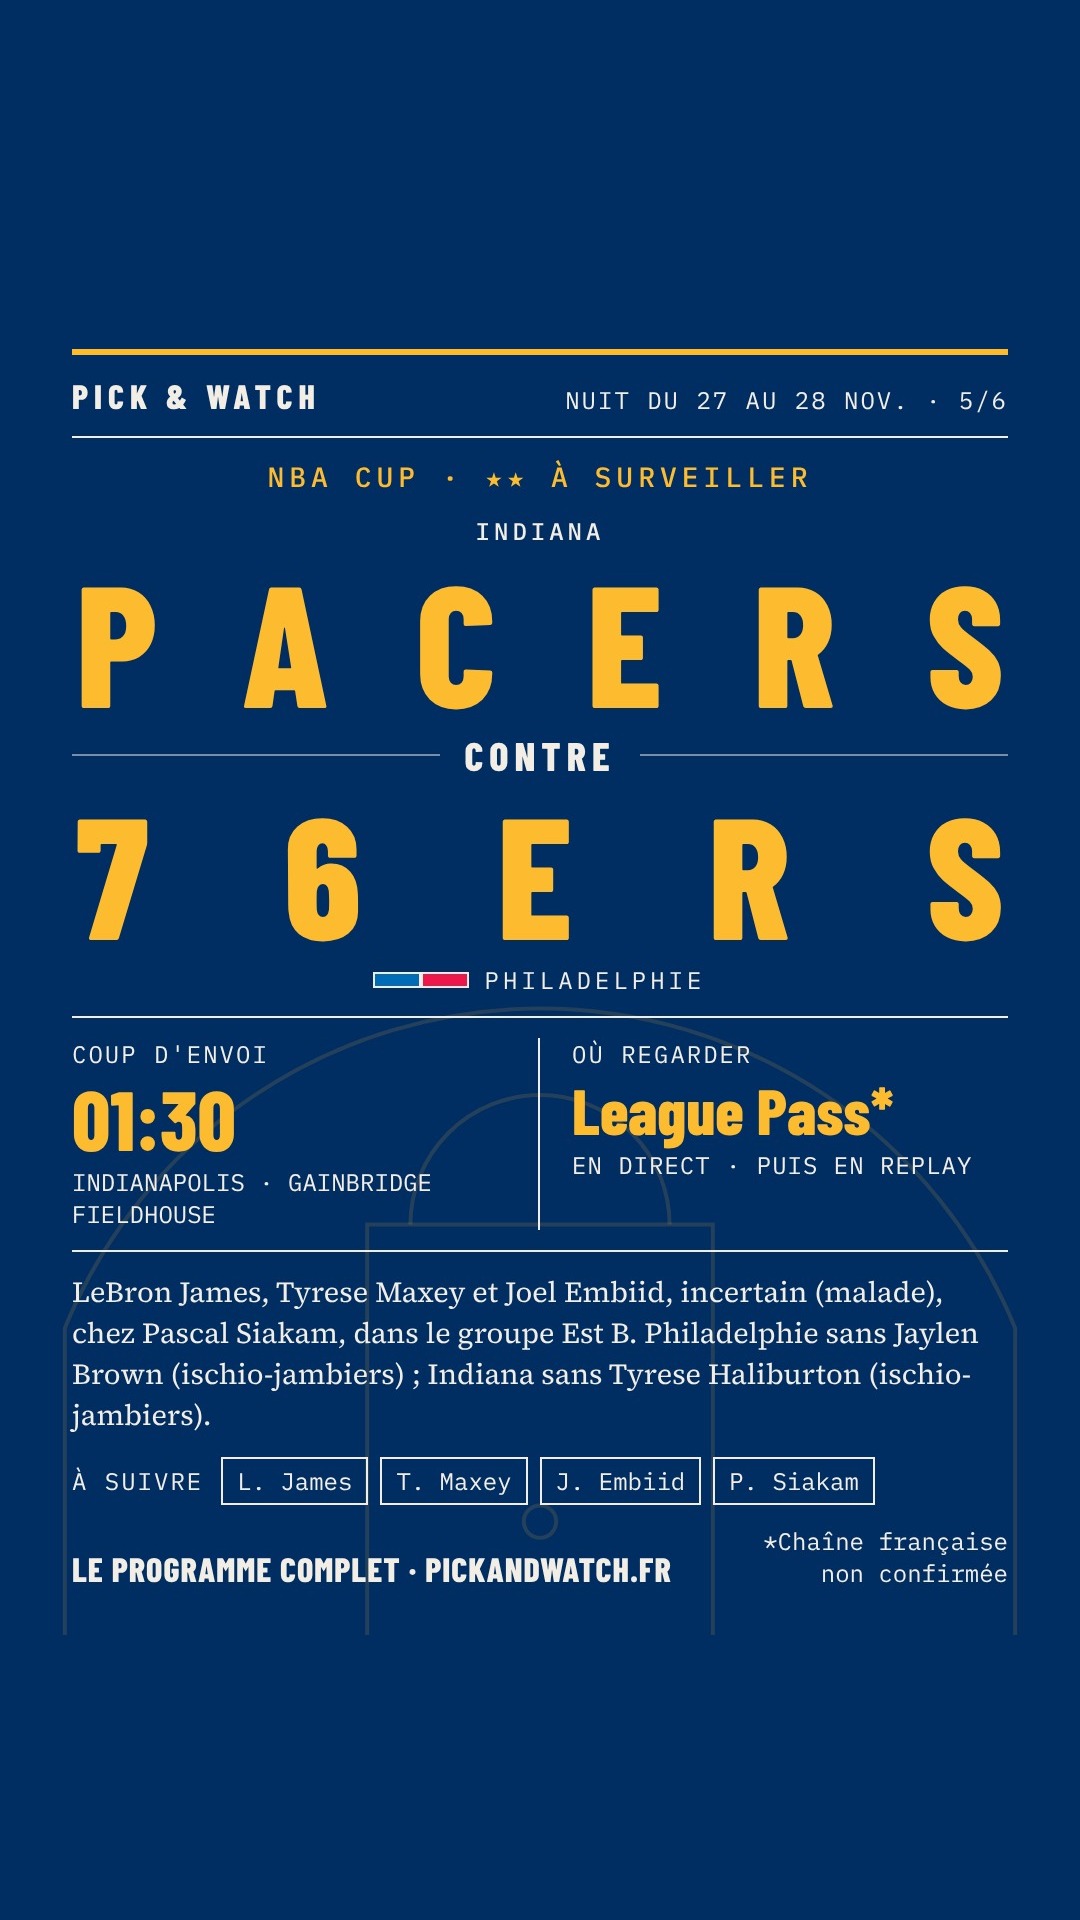 PICK & WATCH
NUIT DU 27 AU 28 NOV. · 5/6
NBA CUP · ★★ À SURVEILLER
INDIANA
PACERS
CONTRE
76ERS
PHILADELPHIE
COUP D'ENVOI
01:30
INDIANAPOLIS · GAINBRIDGE
FIELDHOUSE
OÙ REGARDER
League Pass*
EN DIRECT · PUIS EN REPLAY
LeBron James, Tyrese Maxey et Joel Embiid, incertain (malade),
chez Pascal Siakam, dans le groupe Est B. Philadelphie sans Jaylen
Brown (ischio-jambiers) ; Indiana sans Tyrese Haliburton (ischio-
jambiers).
À SUIVRE L. James T. Maxey J. Embiid P. Siakam
LE PROGRAMME COMPLET · PICKANDWATCH.FR
*Chaîne française
non confirmée